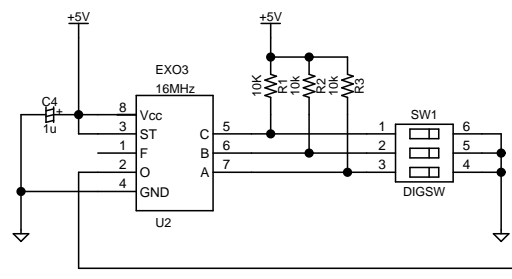 +5V
+5V
EXO3
16MHz
C4
+
1u
10K
R1
10k
R2
10k
R3
SW1
8 Vcc
3 ST
1 F
2 O
4 GND
C 5
B 6
A 7
1 6
2 5
3 4
DIGSW
U2